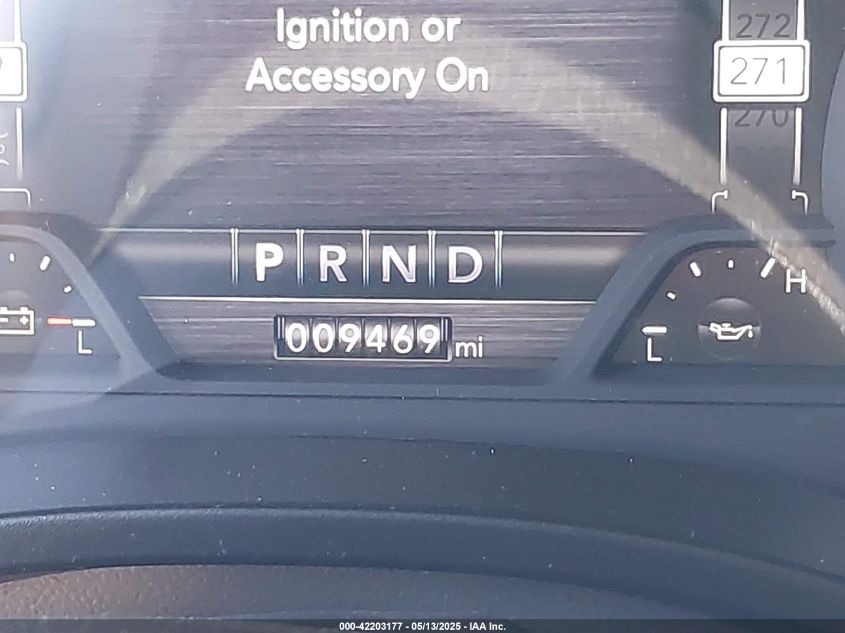 Ignition or
Accessory On
272
271
270
P R N D
009469 mi
L
L
H
000-42203177 - 05/13/2025 - IAA Inc.